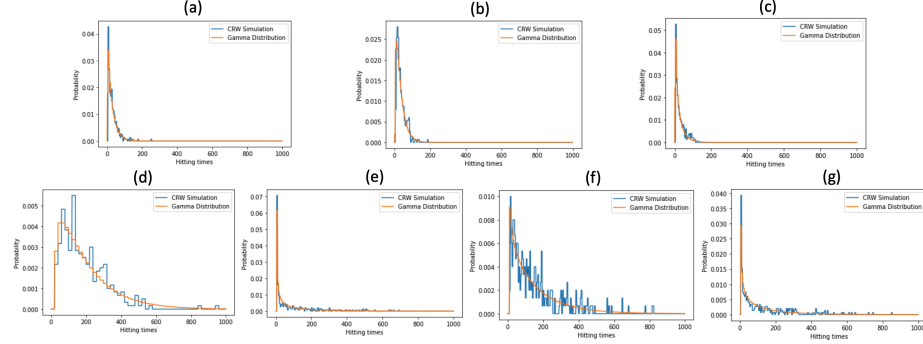 (a)
CRW Simulation
Gamma Distribution
0.04
0.03
0.02
0.01
0.00
Probability
0 200 400 600 800 1000
Hitting times
(b)
CRW Simulation
Gamma Distribution
0.025
0.020
0.015
0.010
0.005
0.000
Probability
0 200 400 600 800 1000
Hitting times
(c)
CRW Simulation
Gamma Distribution
0.05
0.04
0.03
0.02
0.01
0.00
Probability
0 200 400 600 800 1000
Hitting times
(d)
CRW Simulation
Gamma Distribution
0.005
0.004
0.003
0.002
0.001
0.000
Probability
0 200 400 600 800 1000
Hitting times
(e)
CRW Simulation
Gamma Distribution
0.07
0.06
0.05
0.04
0.03
0.02
0.01
0.00
Probability
0 200 400 600 800 1000
Hitting times
(f)
CRW Simulation
Gamma Distribution
0.010
0.008
0.006
0.004
0.002
0.000
Probability
0 200 400 600 800 1000
Hitting times
(g)
CRW Simulation
Gamma Distribution
0.040
0.035
0.030
0.025
0.020
0.015
0.010
0.005
0.000
Probability
0 200 400 600 800 1000
Hitting times